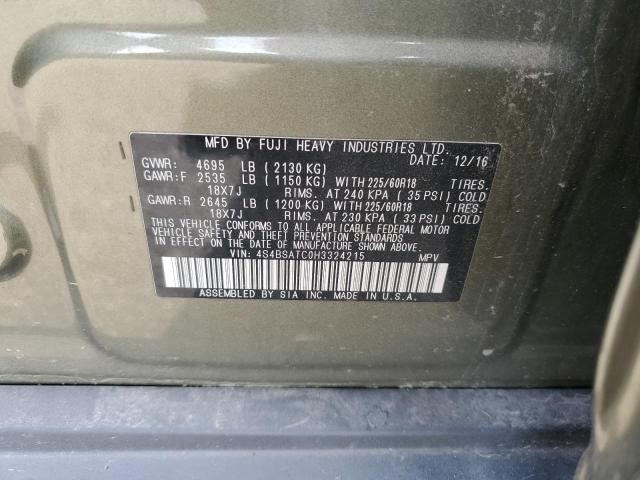 MFD BY FUJI HEAVY INDUSTRIES LTD.
DATE: 12/16
GVWR: 4695 LB ( 2130 KG)
GAWR:F 2535 LB ( 1150 KG) WITH 225/60R18 TIRES.
18X7J RIMS. AT 240 KPA ( 35 PSI) COLD
GAWR:R 2645 LB ( 1200 KG) WITH 225/60R18 TIRES.
18X7J RIMS. AT 230 KPA ( 33 PSI) COLD
THIS VEHICLE CONFORMS TO ALL APPLICABLE FEDERAL MOTOR
VEHICLE SAFETY AND THEFT PREVENTION STANDARDS
IN EFFECT ON THE DATE OF MANUFACTURE SHOWN ABOVE.
VIN: 4S4BSATC0H3324215 MPV
ASSEMBLED BY SIA INC. MADE IN U.S.A.